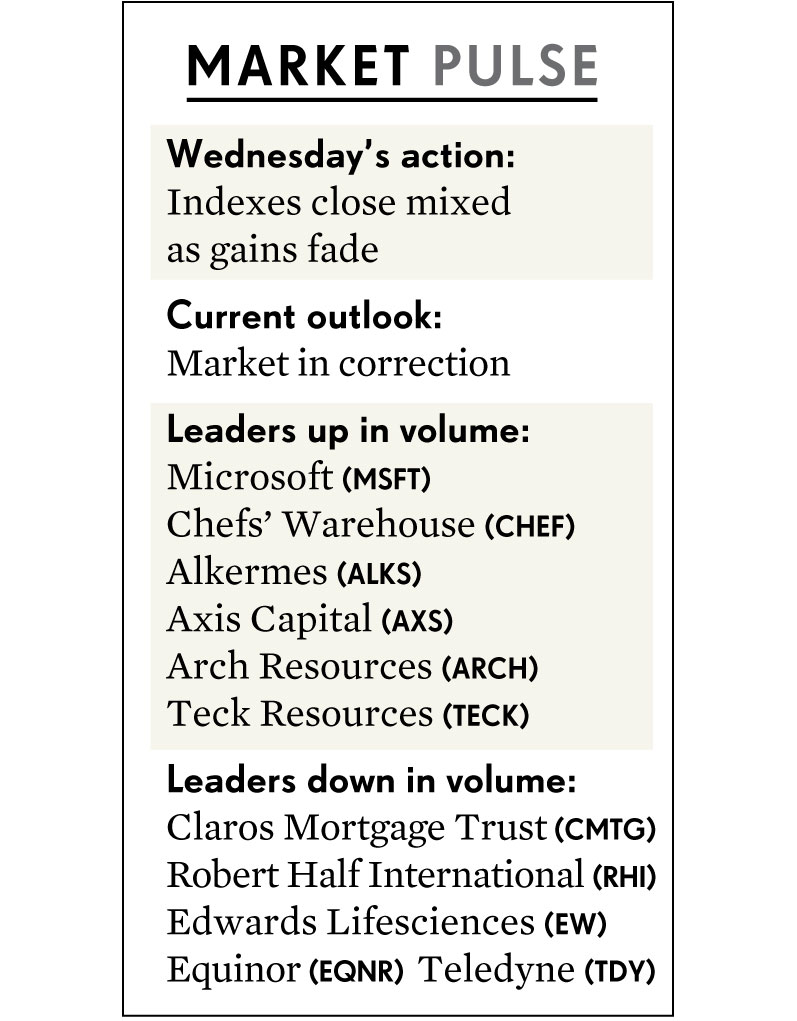 MARKET PULSE
Wednesday’s action:
Indexes close mixed
as gains fade
Current outlook:
Market in correction
Leaders up in volume:
Microsoft (MSFT)
Chefs’ Warehouse (CHEF)
Alkermes (ALKS)
Axis Capital (AXS)
Arch Resources (ARCH)
Teck Resources (TECK)
Leaders down in volume:
Claros Mortgage Trust (CMTG)
Robert Half International (RHI)
Edwards Lifesciences (EW)
Equinor (EQNR) Teledyne (TDY)